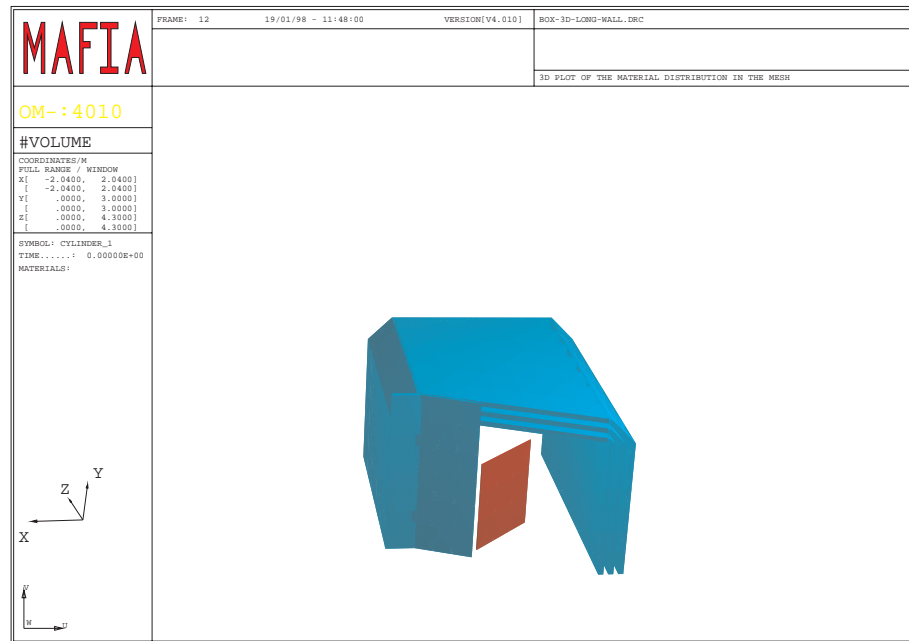 MAFIA
FRAME: 12 19/01/98 - 11:48:00 VERSION[V4.010] BOX-3D-LONG-WALL.DRC
3D PLOT OF THE MATERIAL DISTRIBUTION IN THE MESH
OM-:4010
#VOLUME
COORDINATES/M
FULL RANGE / WINDOW
X[ -2.0400, 2.0400]
[ -2.0400, 2.0400]
Y[ .0000, 3.0000]
[ .0000, 3.0000]
Z[ .0000, 4.3000]
[ .0000, 4.3000]
SYMBOL: CYLINDER_1
TIME......: 0.00000E+00
MATERIALS:
Y
Z
X
V
W
U